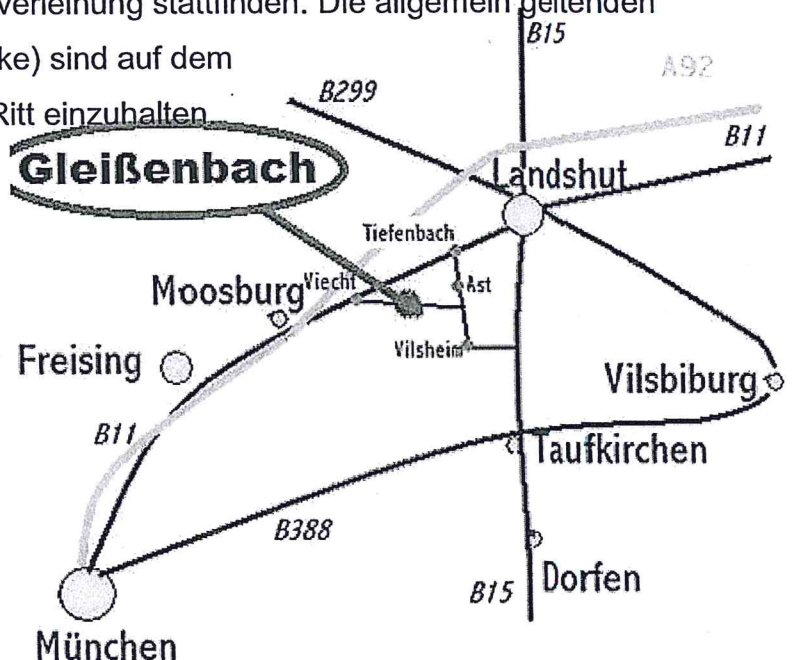 verleihung stattfinden. Die allgemein geltenden
ke) sind auf dem
Ritt einzuhalten
B15
A92
B299
B11
Gleißenbach
Landshut
Tiefenbach
Moosburg
Viecht
Ast
Freising
Vilsheim
Vilsbiburg
B11
Taufkirchen
B388
B15
Dorfen
München